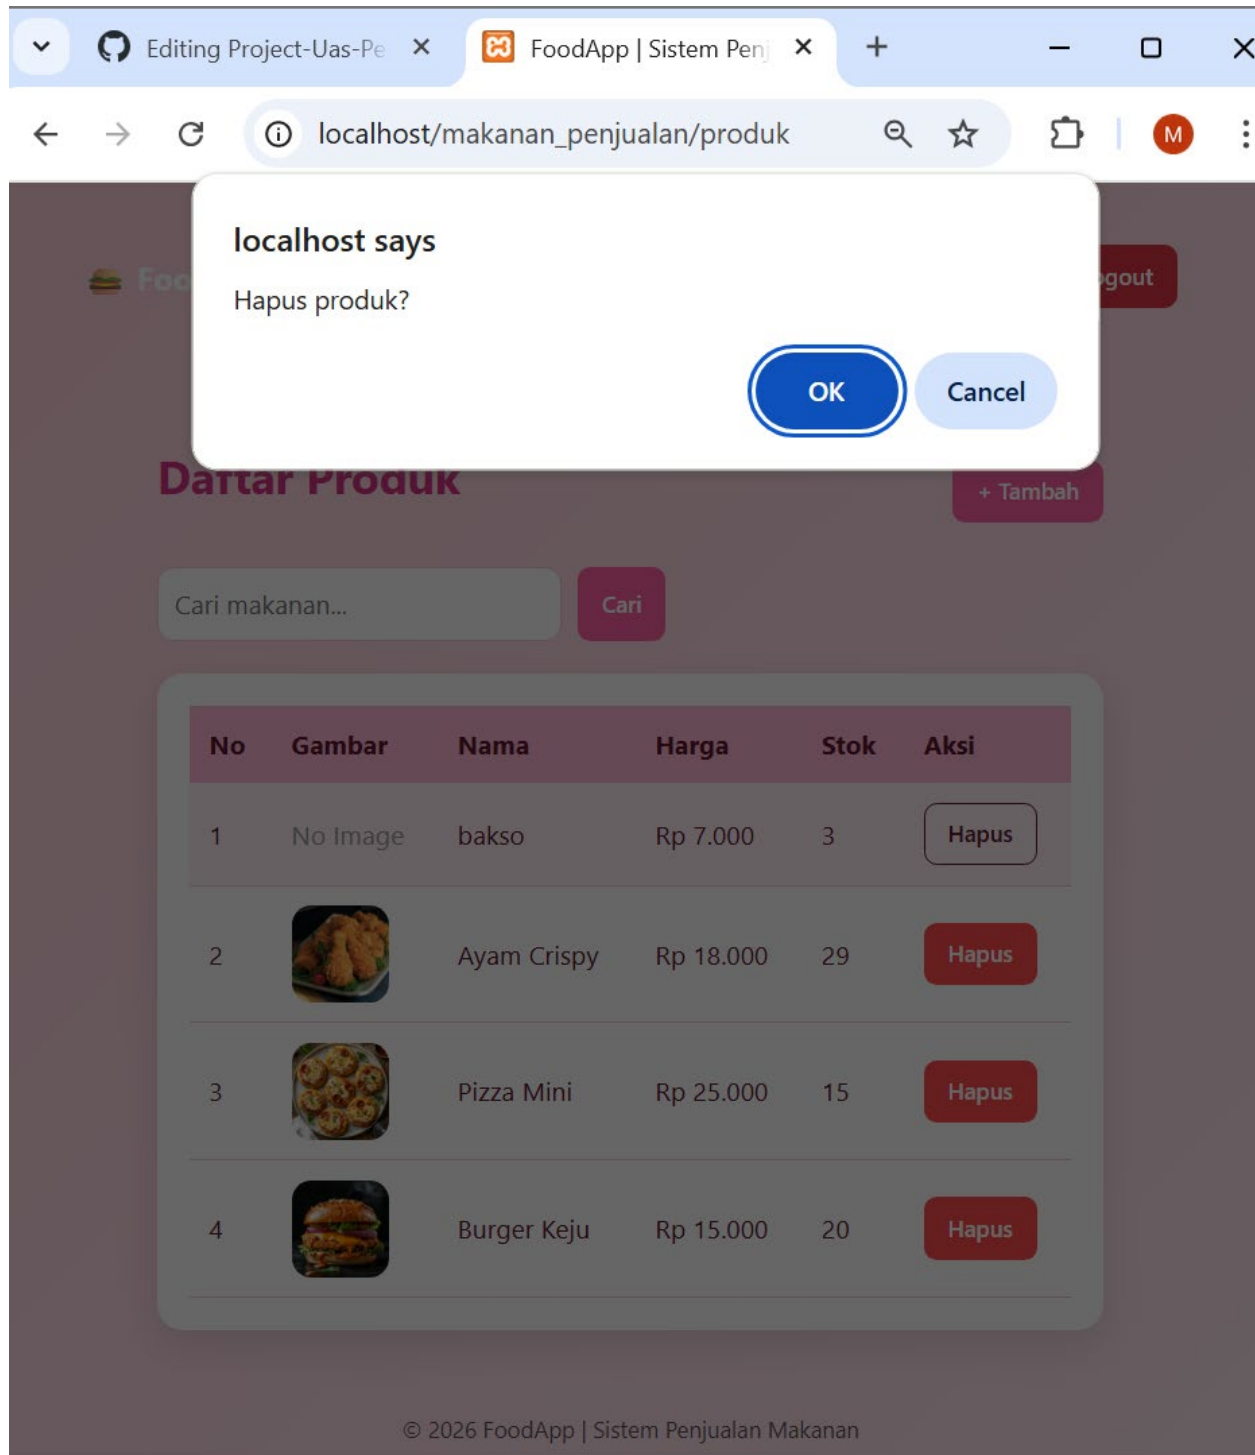 Editing Project-Uas-Pe
FoodApp | Sistem Penj
localhost/makanan_penjualan/produk
M
localhost says
Hapus produk?
OK Cancel
Foo
gout
Daftar Produk
+ Tambah
Cari makanan...
Cari
No Gambar Nama Harga Stok Aksi
1 No Image bakso Rp 7.000 3 Hapus
2 Ayam Crispy Rp 18.000 29 Hapus
3 Pizza Mini Rp 25.000 15 Hapus
4 Burger Keju Rp 15.000 20 Hapus
© 2026 FoodApp | Sistem Penjualan Makanan